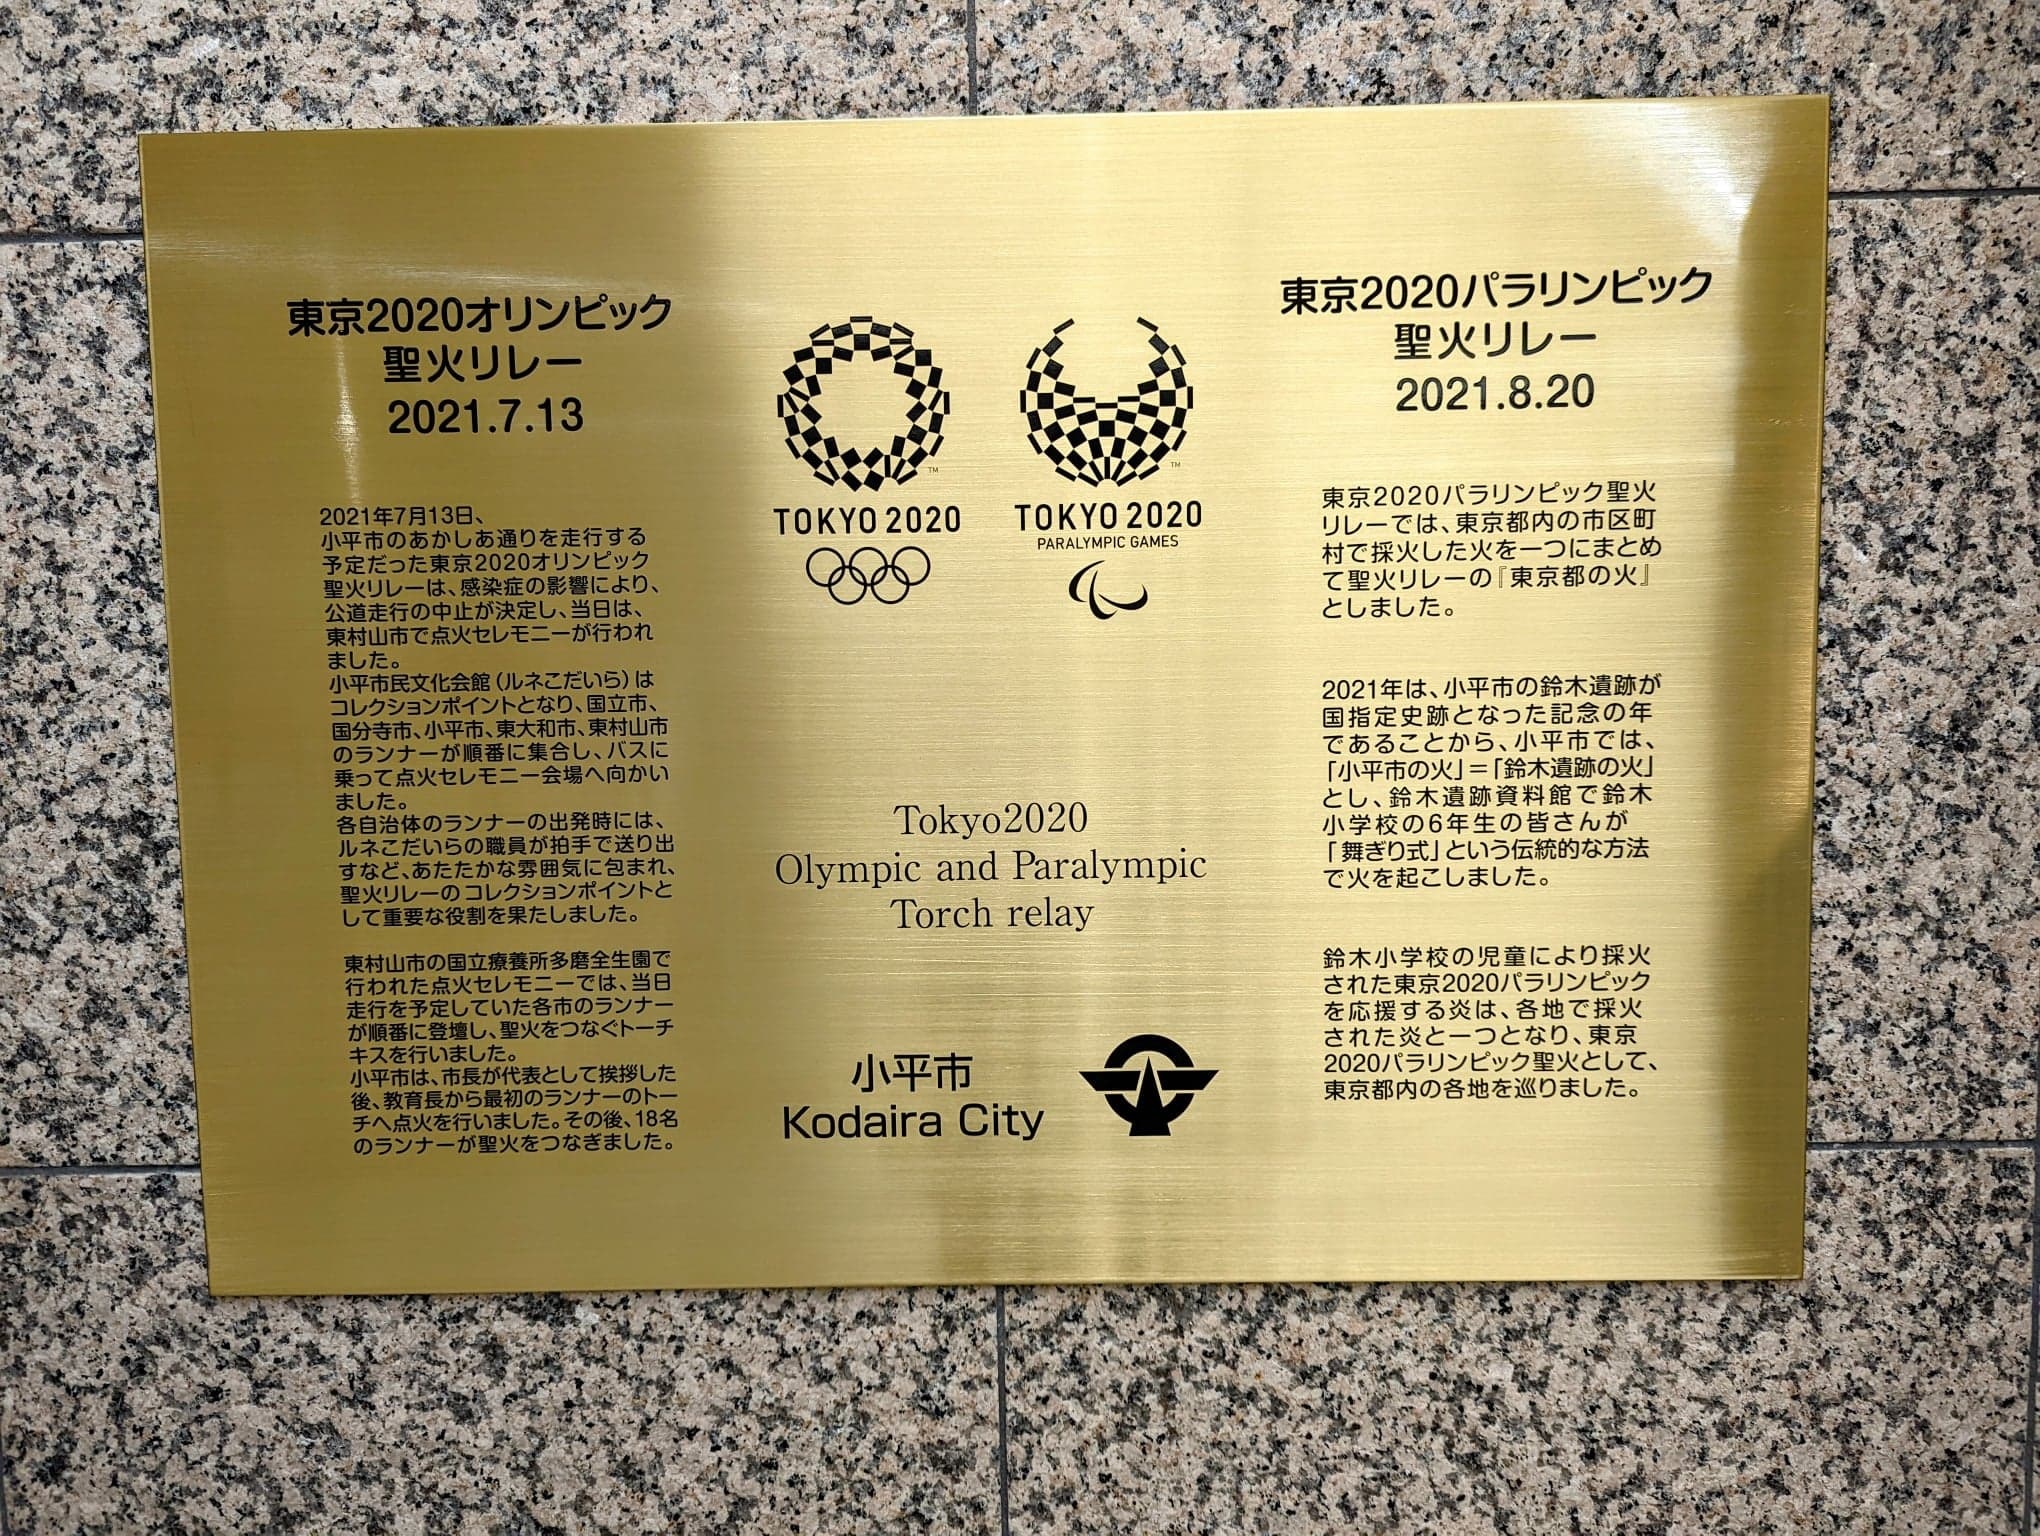 東京2020オリンピック
聖火リレー
2021.7.13
2021年7月13日、
小平市のあかしあ通りを走行する
予定だった東京2020オリンピック
聖火リレーは、感染症の影響により、
公道走行の中止が決定し、当日は、
東村山市で点火セレモニーが行われ
ました。
小平市民文化会館（ルネこだいら）は
コレクションポイントとなり、国立市、
国分寺市、小平市、東大和市、東村山市
のランナーが順番に集合し、バスに
乗って点火セレモニー会場へ向かい
ました。
各自治体のランナーの出発時には、
ルネこだいらの職員が拍手で送り出
すなど、あたたかな雰囲気に包まれ、
聖火リレーのコレクションポイントと
して重要な役割を果たしました。
東村山市の国立療養所多磨全生園で
行われた点火セレモニーでは、当日
走行を予定していた各市のランナー
が順番に登壇し、聖火をつなぐトーチ
キスを行いました。
小平市は、市長が代表として挨拶した
後、教育長から最初のランナーのトー
チへ点火を行いました。その後、18名
のランナーが聖火をつなぎました。
TOKYO 2020
TM
TOKYO 2020
PARALYMPIC GAMES
TM
Tokyo2020
Olympic and Paralympic
Torch relay
小平市
Kodaira City
東京2020パラリンピック
聖火リレー
2021.8.20
東京2020パラリンピック聖火
リレーでは、東京都内の市区町
村で採火した火を一つにまとめ
て聖火リレーの『東京都の火』
としました。
2021年は、小平市の鈴木遺跡が
国指定史跡となった記念の年
であることから、小平市では、
「小平市の火」＝「鈴木遺跡の火」
とし、鈴木遺跡資料館で鈴木
小学校の6年生の皆さんが
「舞ぎり式」という伝統的な方法
で火を起こしました。
鈴木小学校の児童により採火
された東京2020パラリンピック
を応援する炎は、各地で採火
された炎と一つとなり、東京
2020パラリンピック聖火として、
東京都内の各地を巡りました。